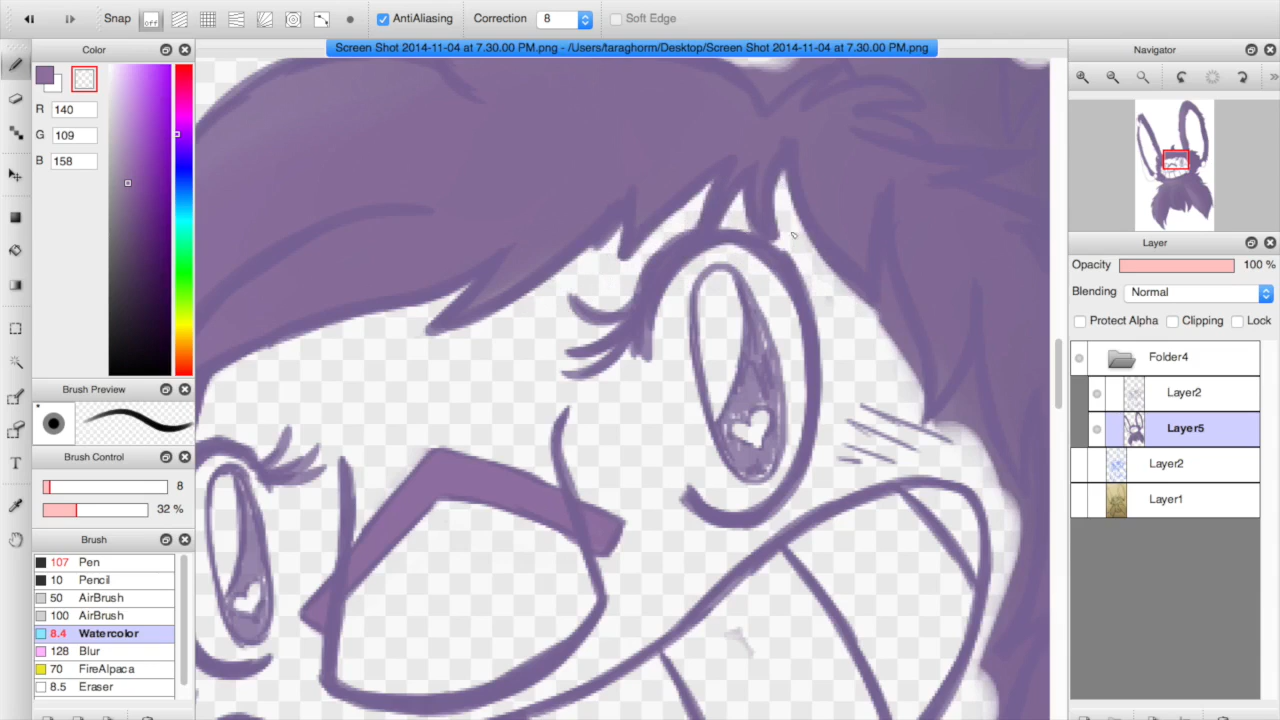 Snap off AntiAliasing Correction 8 Soft Edge
Screen Shot 2014-11-04 at 7.30.00 PM.png - /Users/taraghorm/Desktop/Screen Shot 2014-11-04 at 7.30.00 PM.png
Color
R 140
G 109
B 158
Brush Preview
Brush Control
8
32 %
Brush
107 Pen
10 Pencil
50 AirBrush
100 AirBrush
8.4 Watercolor
128 Blur
70 FireAlpaca
8.5 Eraser
T
Navigator
Layer
Opacity 100 %
Blending Normal
Protect Alpha Clipping Lock
Folder4
Layer2
Layer5
Layer2
Layer1